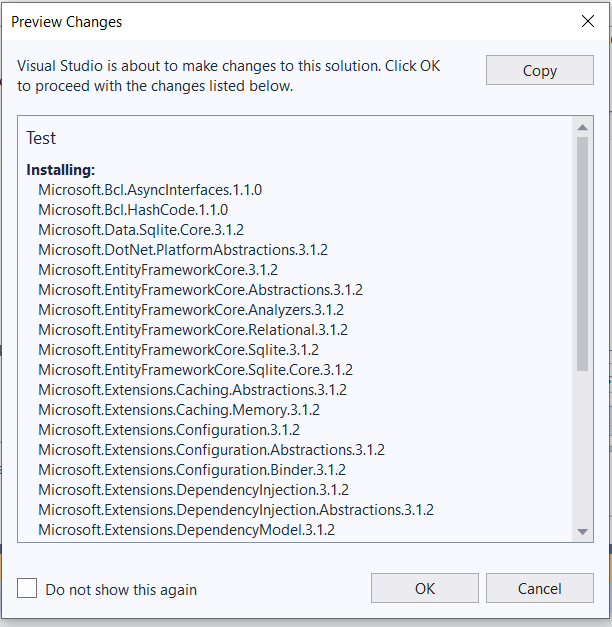 Preview Changes
Visual Studio is about to make changes to this solution. Click OK
to proceed with the changes listed below.
Copy
Test
Installing:
Microsoft.Bcl.AsyncInterfaces.1.1.0
Microsoft.Bcl.HashCode.1.1.0
Microsoft.Data.Sqlite.Core.3.1.2
Microsoft.DotNet.PlatformAbstractions.3.1.2
Microsoft.EntityFrameworkCore.3.1.2
Microsoft.EntityFrameworkCore.Abstractions.3.1.2
Microsoft.EntityFrameworkCore.Analyzers.3.1.2
Microsoft.EntityFrameworkCore.Relational.3.1.2
Microsoft.EntityFrameworkCore.Sqlite.3.1.2
Microsoft.EntityFrameworkCore.Sqlite.Core.3.1.2
Microsoft.Extensions.Caching.Abstractions.3.1.2
Microsoft.Extensions.Caching.Memory.3.1.2
Microsoft.Extensions.Configuration.3.1.2
Microsoft.Extensions.Configuration.Abstractions.3.1.2
Microsoft.Extensions.Configuration.Binder.3.1.2
Microsoft.Extensions.DependencyInjection.3.1.2
Microsoft.Extensions.DependencyInjection.Abstractions.3.1.2
Microsoft.Extensions.DependencyModel.3.1.2
Do not show this again
OK
Cancel